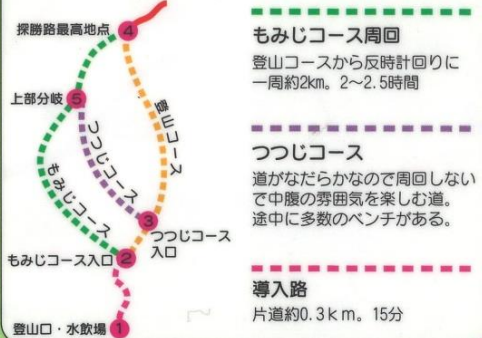 探勝路最高地点
④
上部分岐
⑤
登山コース
つつじコース
もみじコース
③
つつじコース
入口
もみじコース入口
②
登山口・水飲場
①
もみじコース周回
登山コースから反時計回りに
一周約2km。2～2.5時間
つつじコース
道がなだらかなので周回しない
で中腹の雰囲気を楽しむ道。
途中に多数のベンチがある。
導入路
片道約0.3km。15分